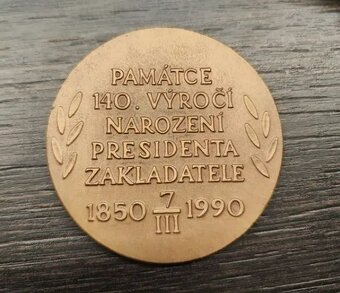 PAMÁTCE
140. VÝROČÍ
NAROZENÍ
PRESIDENTA
ZAKLADATELE
1850 7/III 1990